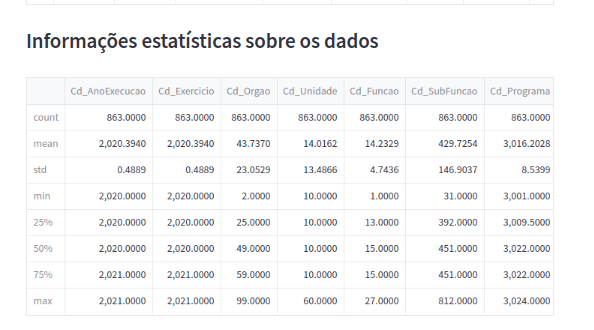 Informações estatísticas sobre os dados
Cd_AnoExecucao Cd_Exercicio Cd_Orgao Cd_Unidade Cd_Funcao Cd_SubFuncao Cd_Programa
count 863.0000 863.0000 863.0000 863.0000 863.0000 863.0000 863.0000
mean 2,020.3940 2,020.3940 43.7370 14.0162 14.2329 429.7254 3,016.2028
std 0.4889 0.4889 23.0529 13.4866 4.7436 146.9037 8.5399
min 2,020.0000 2,020.0000 2.0000 10.0000 1.0000 31.0000 3,001.0000
25% 2,020.0000 2,020.0000 25.0000 10.0000 13.0000 392.0000 3,009.5000
50% 2,020.0000 2,020.0000 49.0000 10.0000 15.0000 451.0000 3,022.0000
75% 2,021.0000 2,021.0000 59.0000 10.0000 15.0000 451.0000 3,022.0000
max 2,021.0000 2,021.0000 99.0000 60.0000 27.0000 812.0000 3,024.0000